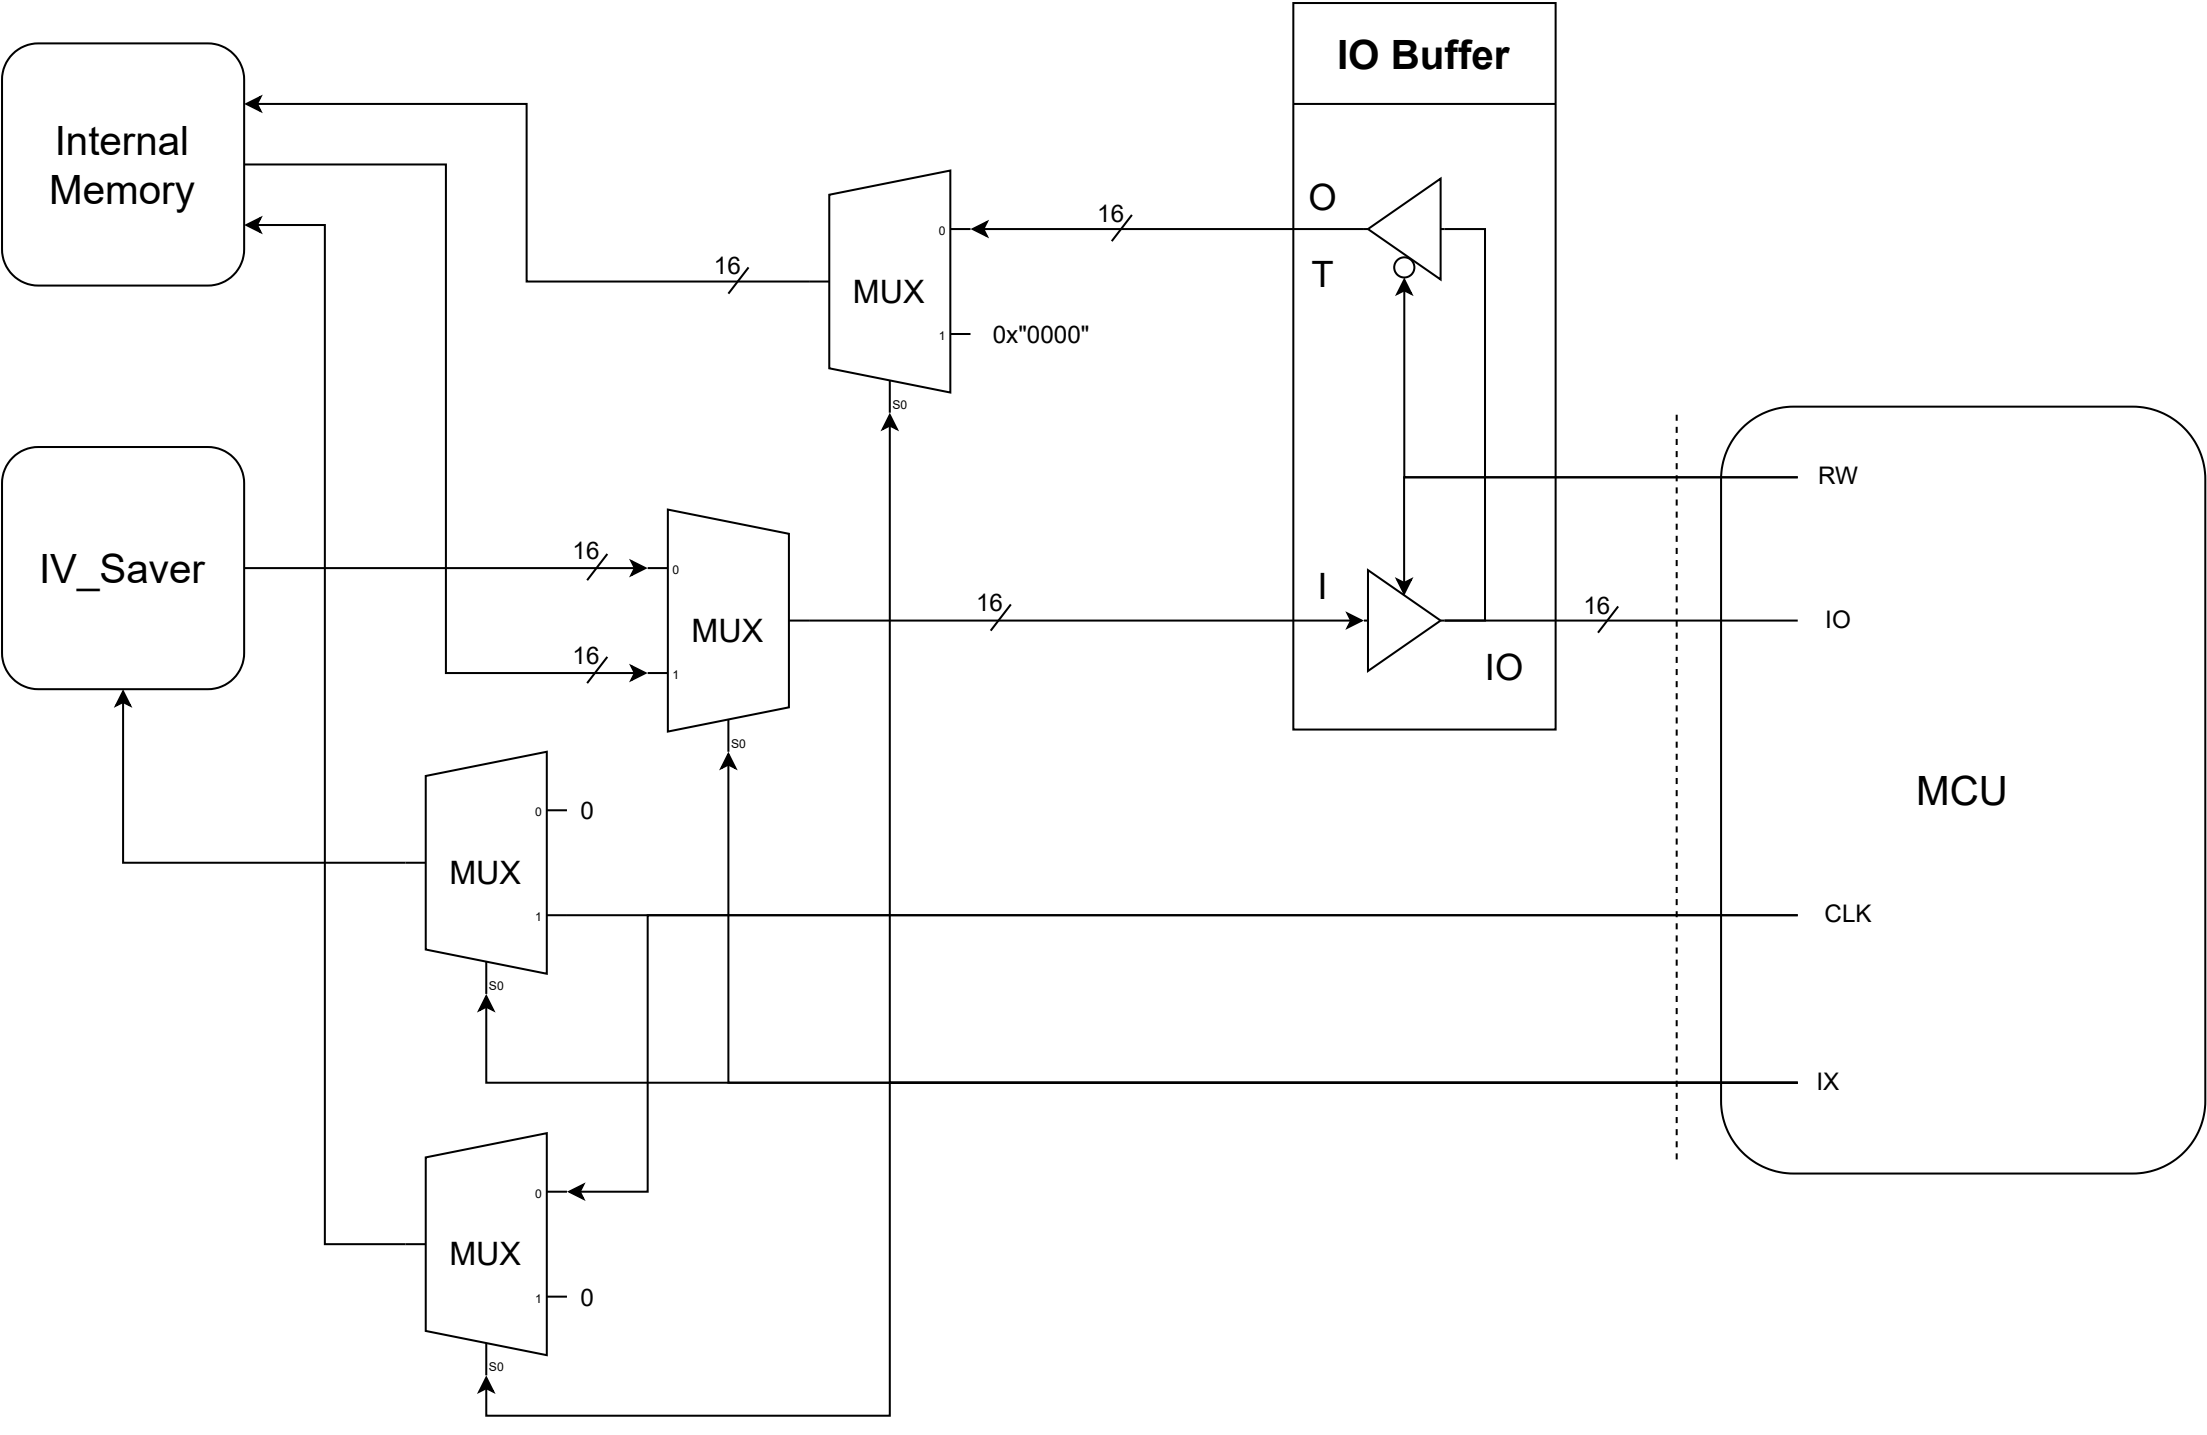 IO Buffer
Internal
Memory
O
16
0
16
T
MUX
1
0x"0000"
S0
RW
IV_Saver
16
0
I
16
16
IO
MUX
16
1
IO
S0
MCU
0
0
MUX
1
CLK
S0
IX
0
MUX
1
0
S0